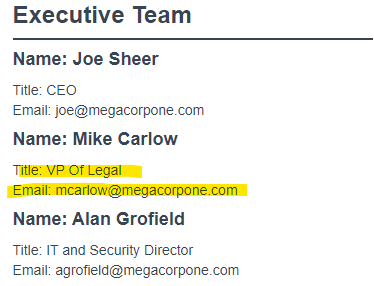 Executive Team
Name: Joe Sheer
Title: CEO
Email: joe@megacorpone.com
Name: Mike Carlow
Title: VP Of Legal
Email: mcarlow@megacorpone.com
Name: Alan Grofield
Title: IT and Security Director
Email: agrofield@megacorpone.com